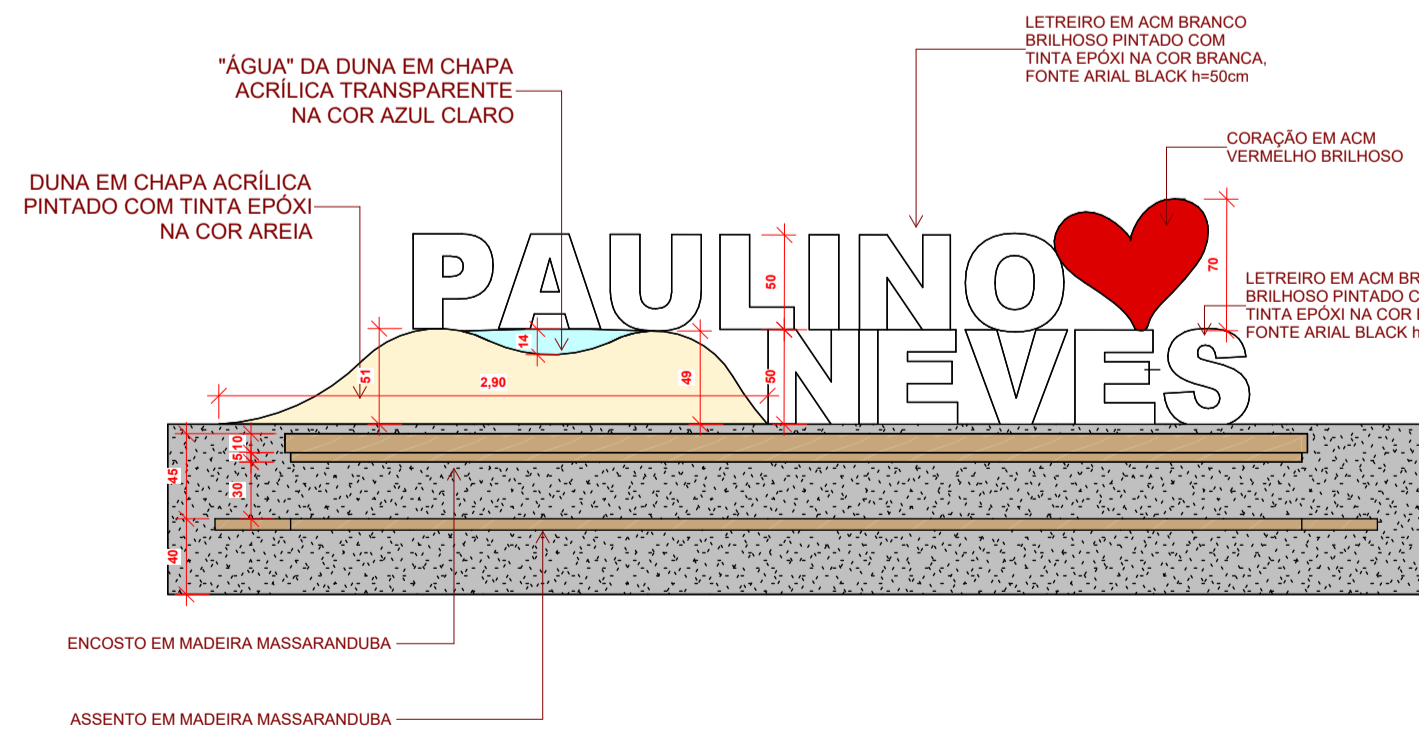 LETREIRO EM ACM BRANCO
BRILHOSO PINTADO COM
TINTA EPÓXI NA COR BRANCA,
FONTE ARIAL BLACK h=50cm
"ÁGUA" DA DUNA EM CHAPA
ACRÍLICA TRANSPARENTE
NA COR AZUL CLARO
CORAÇÃO EM ACM
VERMELHO BRILHOSO
DUNA EM CHAPA ACRÍLICA
PINTADO COM TINTA EPÓXI
NA COR AREIA
PAULINO
50
70
LETREIRO EM ACM BR
BRILHOSO PINTADO C
TINTA EPÓXI NA COR
FONTE ARIAL BLACK h
NEVES
14
51
2,90
49
50
10
5
45
30
40
ENCOSTO EM MADEIRA MASSARANDUBA
ASSENTO EM MADEIRA MASSARANDUBA